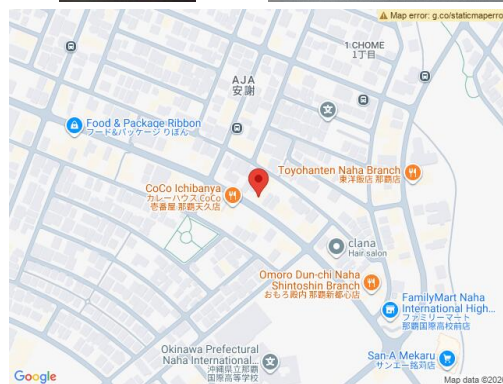 Map error: g.co/staticmaperro
1 CHOME
1丁目
AJA
安謝
Food & Package Ribbon
フード&パッケージ りぼん
Toyohanten Naha Branch
東洋飯店 那覇店
CoCo Ichibanya
カレーハウス CoCo
壱番屋 那覇天久店
clana
Hair salon
Omoro Dun-chi Naha
Shintoshin Branch
おもろ殿内 那覇新都心店
FamilyMart Naha
International High...
ファミリーマート
那覇国際高校前店
Okinawa Prefectural
Naha International...
沖縄県立那覇
国際高等学校
San-A Mekaru
サンエー銘苅店
Google
Map data ©202